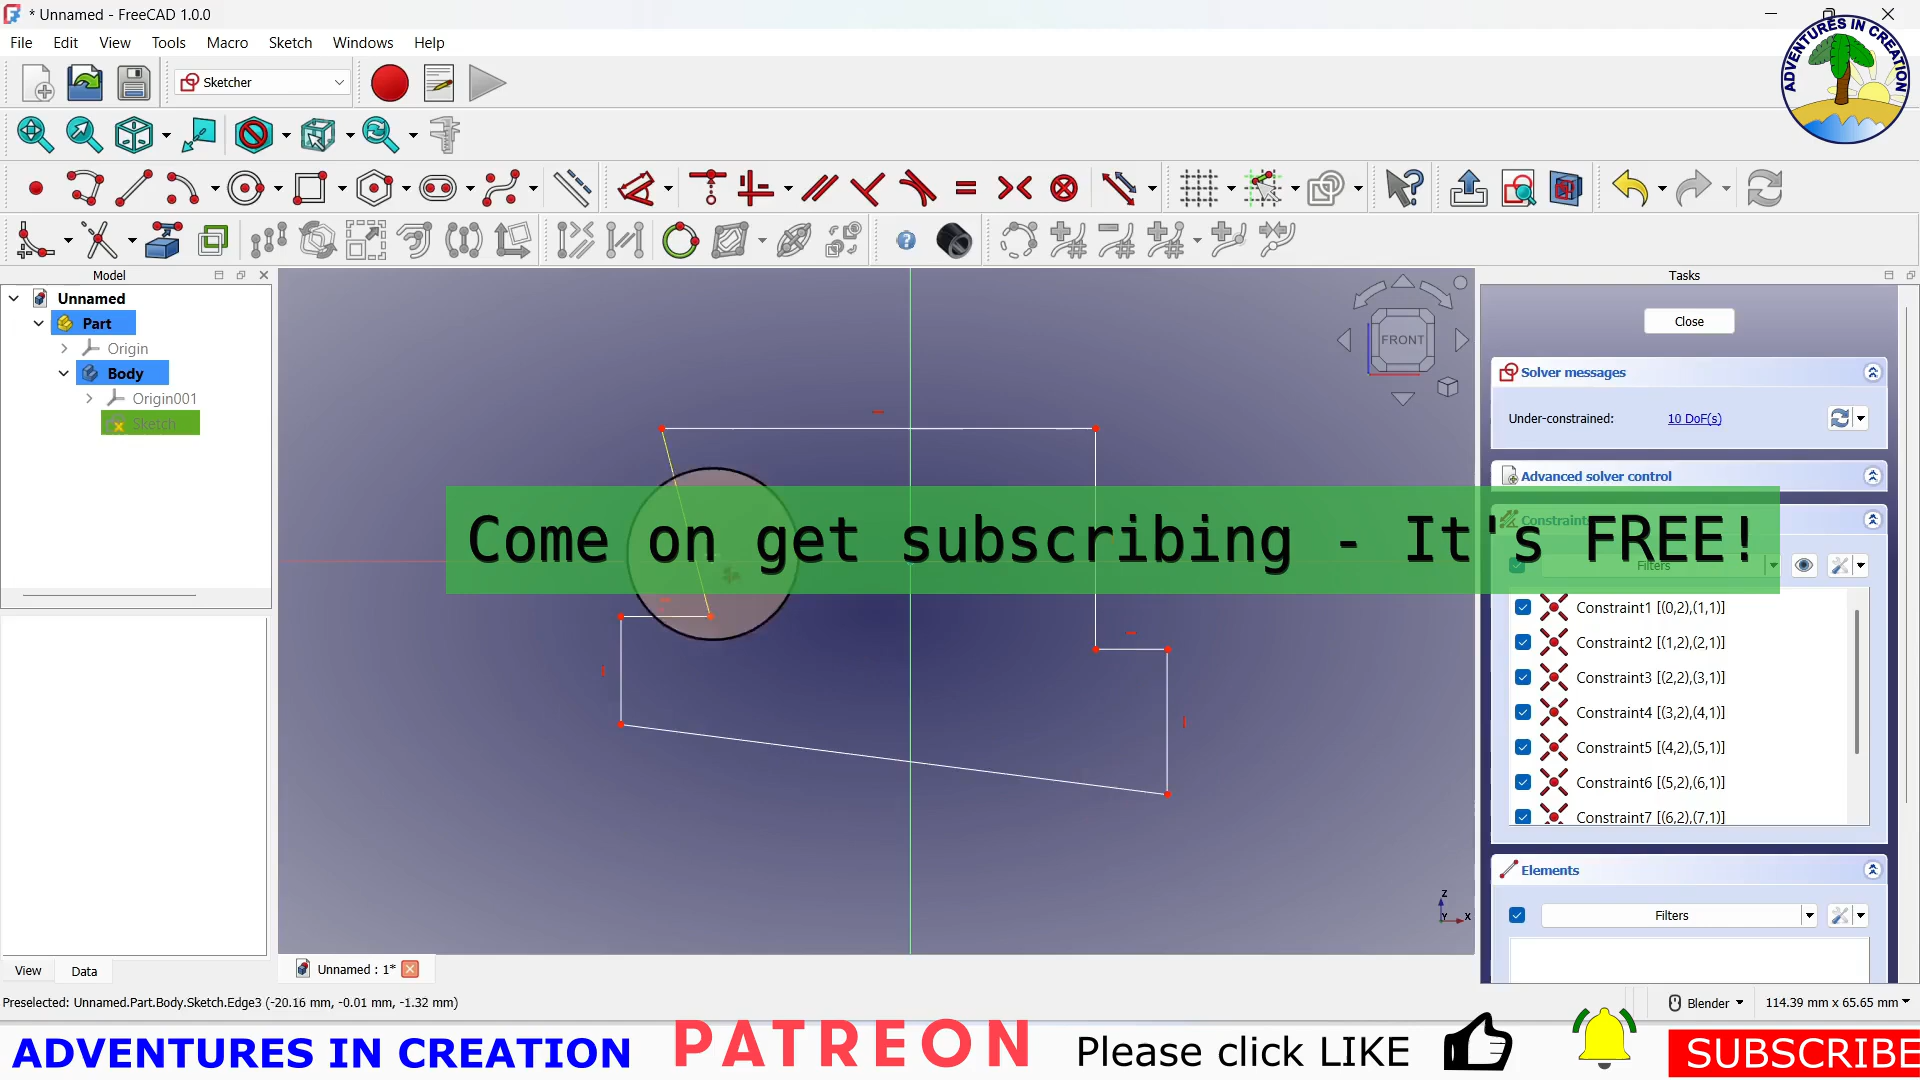 * Unnamed - FreeCAD 1.0.0
ADVENTURES IN CREATION
File Edit View Tools Macro Sketch Windows Help
Sketcher
Model
Unnamed
Part
Origin
Body
Origin001
Sketch
View Data
FRONT
Z
Y X
Come on get subscribing - It's FREE!
Unnamed : 1*
Tasks
Close
Solver messages
Under-constrained: 10 DoF(s)
Advanced solver control
Constraints
Filters
Constraint1 [(0,2),(1,1)]
Constraint2 [(1,2),(2,1)]
Constraint3 [(2,2),(3,1)]
Constraint4 [(3,2),(4,1)]
Constraint5 [(4,2),(5,1)]
Constraint6 [(5,2),(6,1)]
Constraint7 [(6,2),(7,1)]
Elements
Filters
Preselected: Unnamed.Part.Body.Sketch.Edge3 (-20.16 mm, -0.01 mm, -1.32 mm)
Blender 114.39 mm x 65.65 mm
ADVENTURES IN CREATION PATREON Please click LIKE SUBSCRIBE